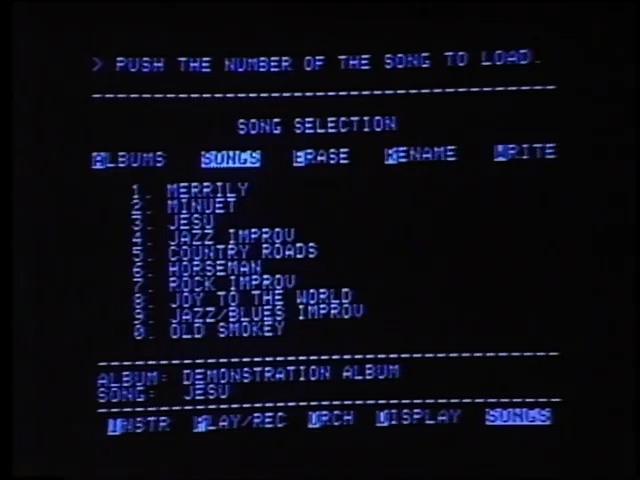 > PUSH THE NUMBER OF THE SONG TO LOAD.
SONG SELECTION
ALBUMS SONGS ERASE RENAME WRITE
1. MERRILY
2. MINUET
3. JESU
4. JAZZ IMPROV
5. COUNTRY ROADS
6. HORSEMAN
7. ROCK IMPROV
8. JOY TO THE WORLD
9. JAZZ/BLUES IMPROV
0. OLD SMOKEY
ALBUM: DEMONSTRATION ALBUM
SONG: JESU
INSTR PLAY/REC ORCH DISPLAY SONGS